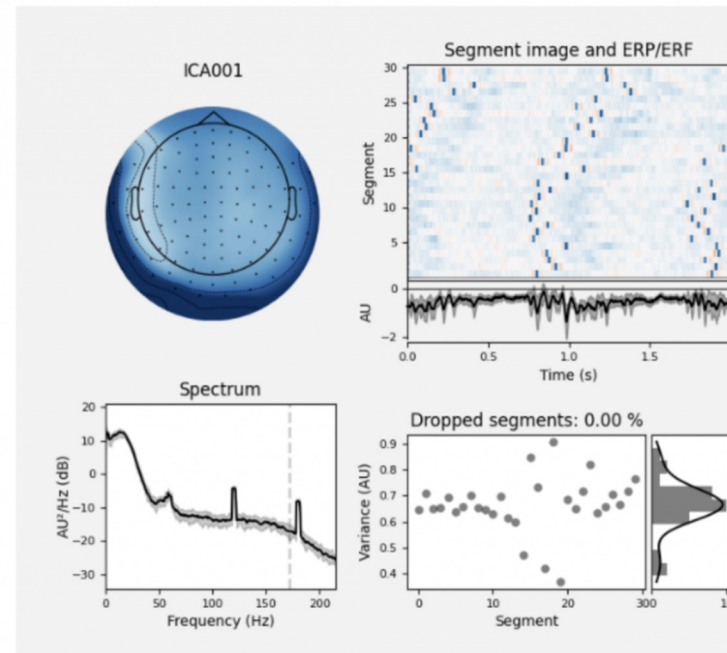 ICA001
Segment image and ERP/ERF
30
25
20
15
10
5
Segment
0
−2
AU
0.0 0.5 1.0 1.5
Time (s)
Spectrum
20
10
0
−10
−20
−30
AU²/Hz (dB)
0 50 100 150 200
Frequency (Hz)
Dropped segments: 0.00 %
0.9
0.8
0.7
0.6
0.5
0.4
Variance (AU)
0 10 20 300
Segment